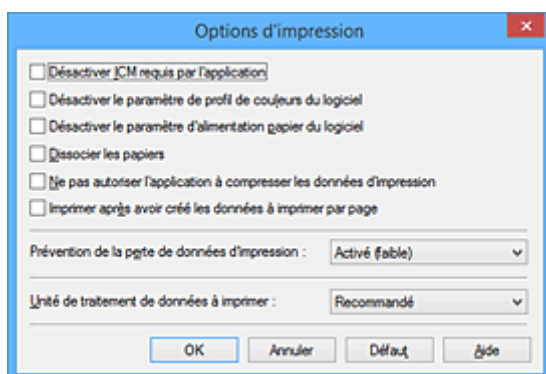 Options d'impression
Désactiver ICM requis par l'application
Désactiver le paramètre de profil de couleurs du logiciel
Désactiver le paramètre d'alimentation papier du logiciel
Dissocier les papiers
Ne pas autoriser l'application à compresser les données d'impression
Imprimer après avoir créé les données à imprimer par page
Prévention de la perte de données d'impression : Activé (faible)
Unité de traitement de données à imprimer : Recommandé
OK Annuler Défaut Aide